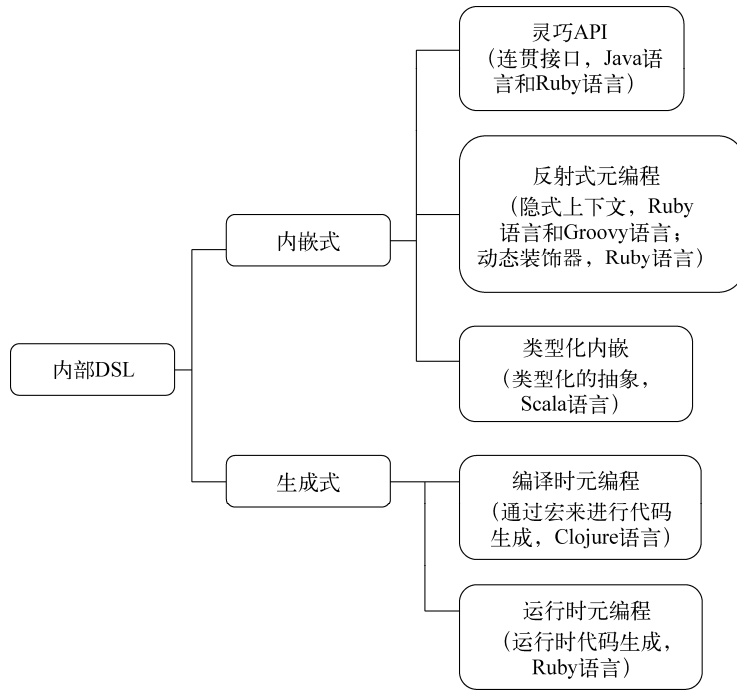 灵巧API
（连贯接口，Java语
言和Ruby语言）
反射式元编程
（隐式上下文，Ruby
语言和Groovy语言；
动态装饰器，Ruby语言）
内嵌式
类型化内嵌
（类型化的抽象，
Scala语言）
内部DSL
生成式
编译时元编程
（通过宏来进行代码
生成，Clojure语言）
运行时元编程
（运行时代码生成，
Ruby语言）